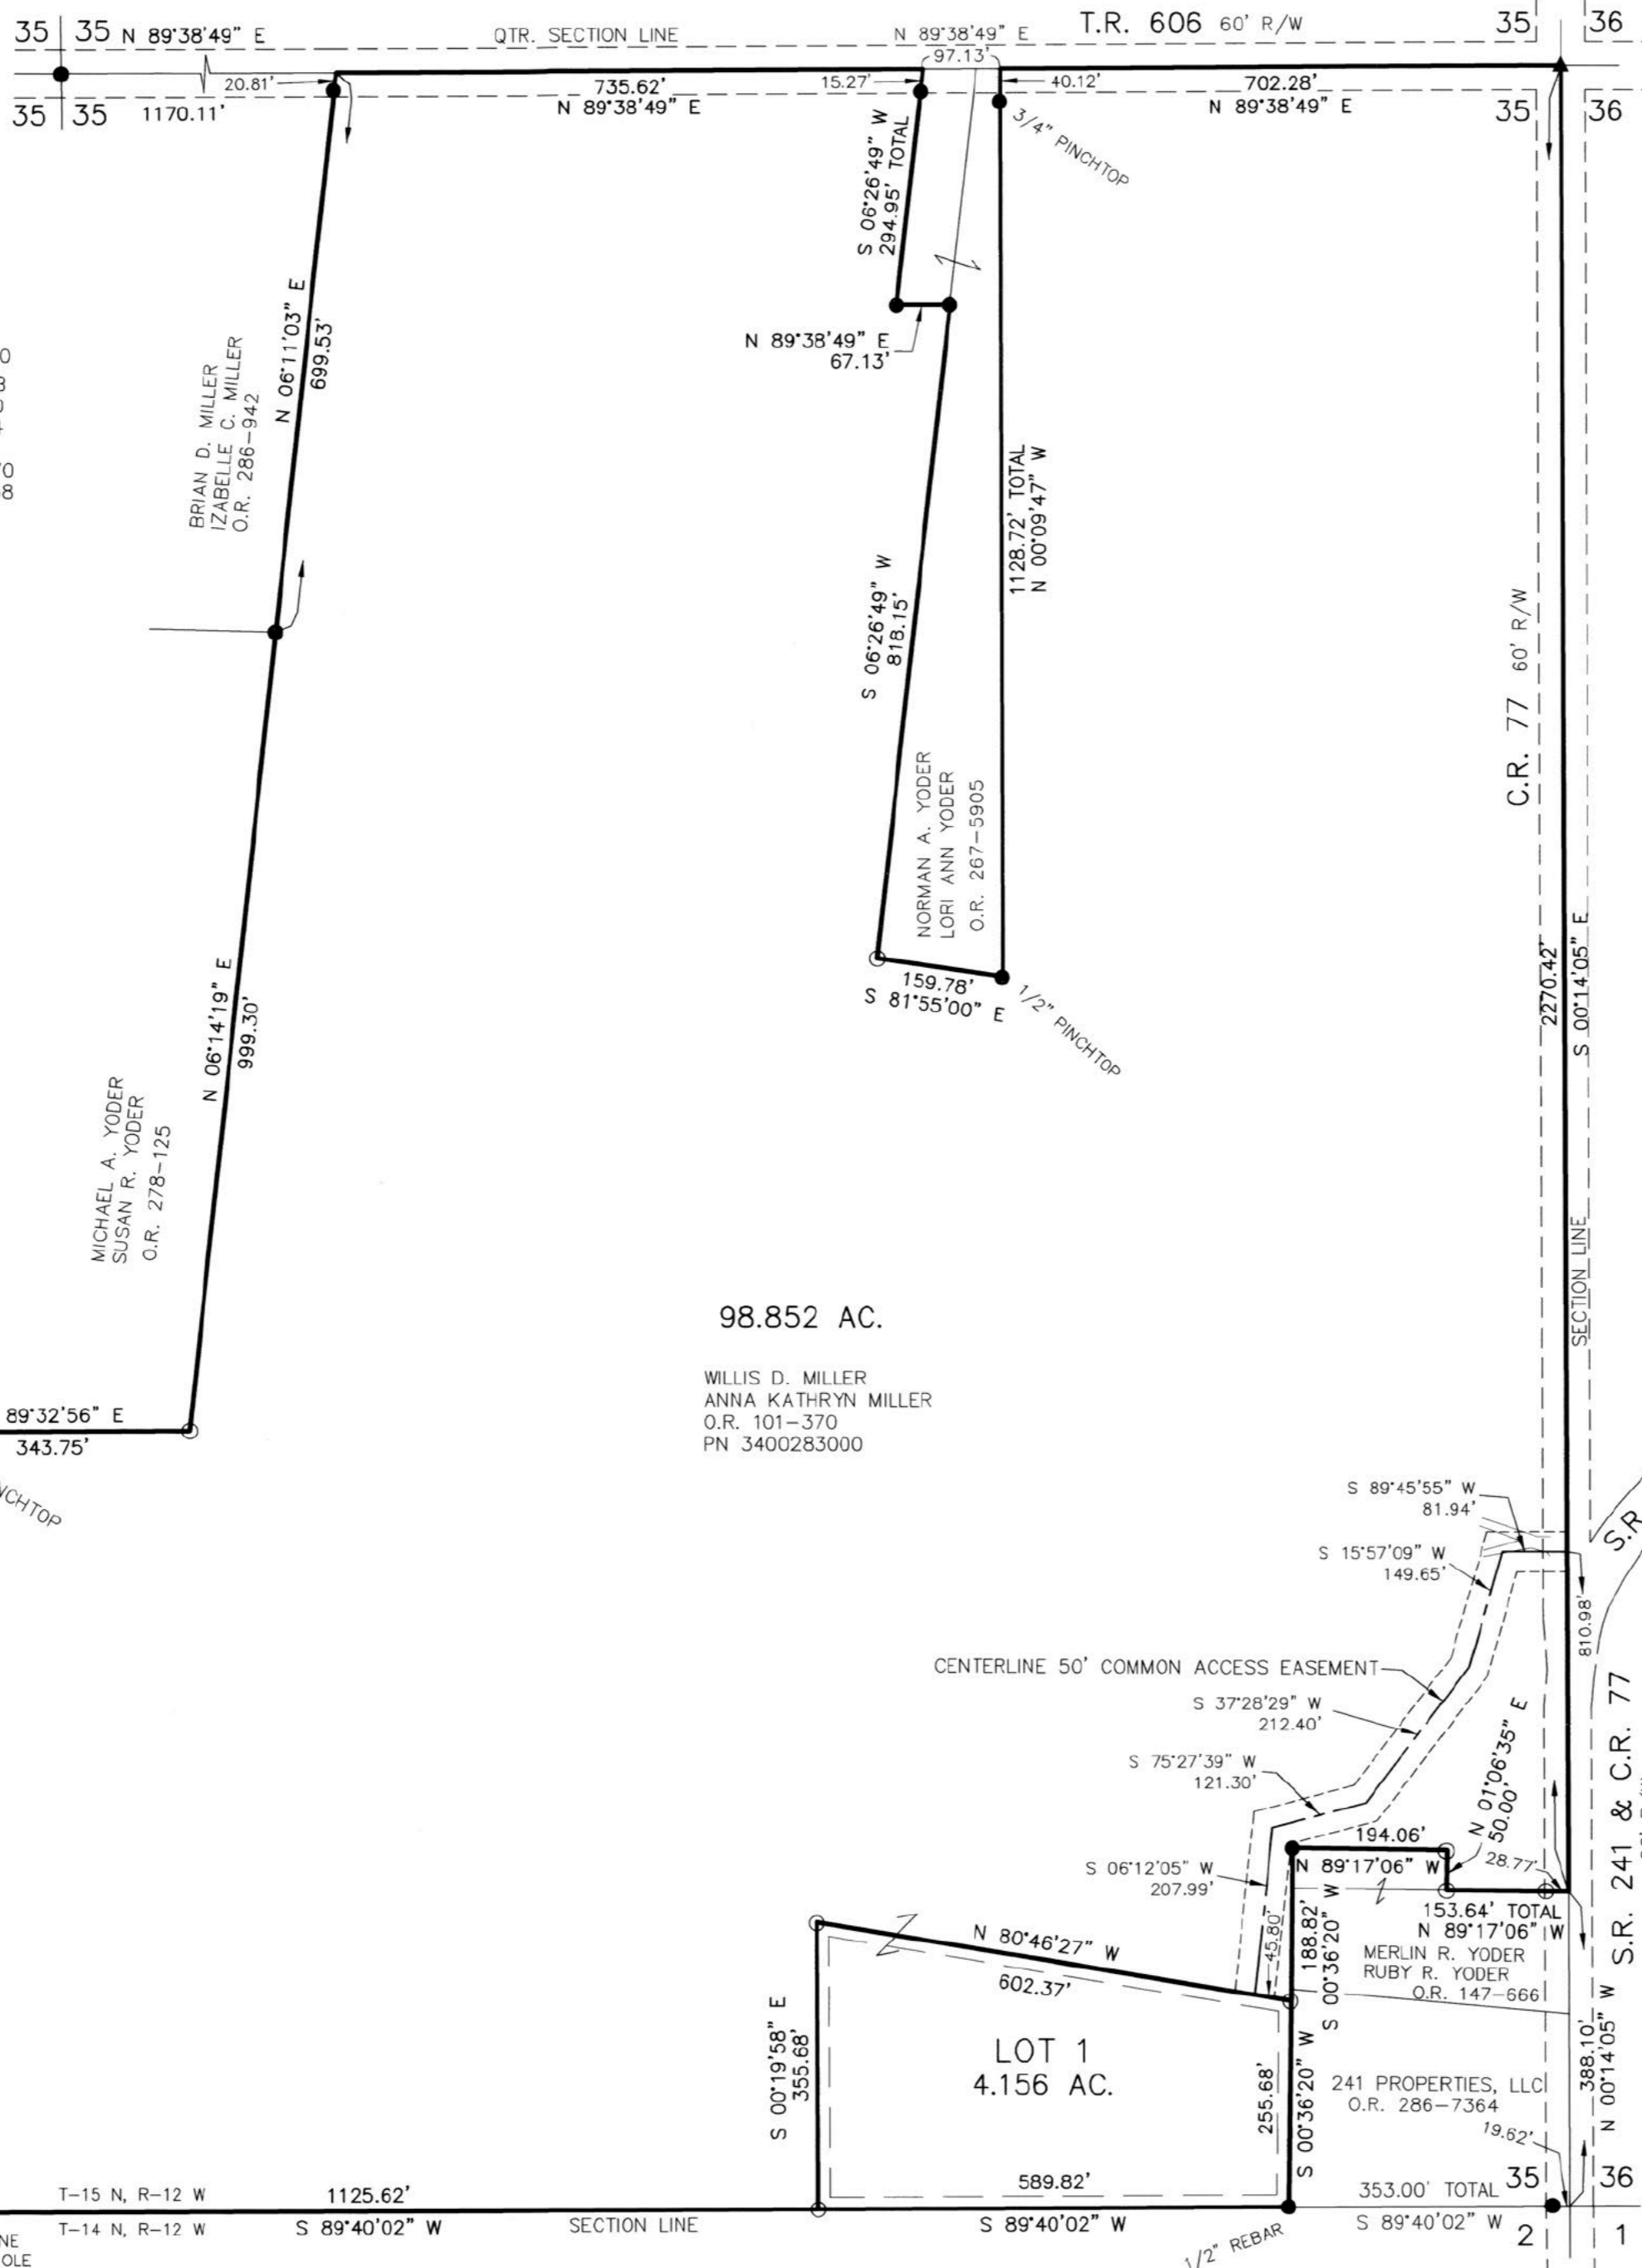 35 35 N 89°38'49" E
QTR. SECTION LINE
N 89°38'49" E
T.R. 606 60' R/W
35 36
97.13'
20.81'
735.62'
15.27'
40.12'
702.28'
35 35 1170.11'
N 89°38'49" E
N 89°38'49" E
35 36
3/4" PINCHTOP
S 06°26'49" W
294.95' TOTAL
N 06°11'03" E
699.53'
BRIAN D. MILLER
IZABELLE C. MILLER
O.R. 286-942
N 89°38'49" E
67.13'
1128.72' TOTAL
N 00°09'47" W
S 06°26'49" W
818.15'
C.R. 77 60' R/W
NORMAN A. YODER
LORI ANN YODER
O.R. 267-5905
159.78'
S 81°55'00" E
1/2" PINCHTOP
2270.42'
S 00°14'05" E
N 06°14'19" E
999.30'
MICHAEL A. YODER
SUSAN R. YODER
O.R. 278-125
SECTION LINE
98.852 AC.
WILLIS D. MILLER
ANNA KATHRYN MILLER
O.R. 101-370
PN 3400283000
89°32'56" E
343.75'
NCHTOP
S 89°45'55" W
81.94'
S.R
S 15°57'09" W
149.65'
810.98'
CENTERLINE 50' COMMON ACCESS EASEMENT
S 37°28'29" W
212.40'
S 75°27'39" W
121.30'
N 01°06'35" E
50.00'
S.R. 241 & C.R. 77
194.06'
N 89°17'06" W
28.77'
S 06°12'05" W
207.99'
45.80'
188.82'
S 00°36'20" W
153.64' TOTAL
N 89°17'06" W
MERLIN R. YODER
RUBY R. YODER
O.R. 147-666
N 80°46'27" W
602.37'
S 00°19'58" E
355.68'
LOT 1
4.156 AC.
255.68'
S 00°36'20" W
241 PROPERTIES, LLC
O.R. 286-7364
388.10'
N 00°14'05" W
19.62'
589.82'
T-15 N, R-12 W
1125.62'
353.00' TOTAL
35 36
T-14 N, R-12 W
S 89°40'02" W
SECTION LINE
S 89°40'02" W
1/2" REBAR
S 89°40'02" W
2 1
NE
OLE